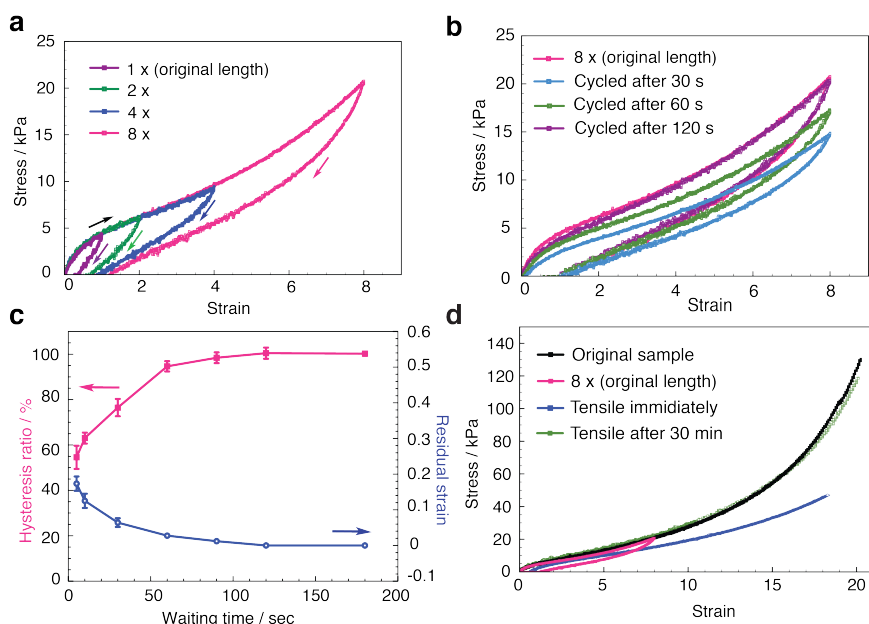 a
25
20
15
10
5
0
Stress / kPa
1 x (original length)
2 x
4 x
8 x
0
2
4
6
8
Strain
b
25
20
15
10
5
0
Stress / kPa
8 x (original length)
Cycled after 30 s
Cycled after 60 s
Cycled after 120 s
0
2
4
6
8
Strain
c
100
80
60
40
20
0
Hysteresis ratio / %
0.6
0.5
0.4
0.3
0.2
0.1
0
-0.1
Residual strain
0
50
100
150
200
Waiting time / sec
d
140
120
100
80
60
40
20
0
Stress / kPa
Original sample
8 x (orginal length)
Tensile immidiately
Tensile after 30 min
0
5
10
15
20
Strain